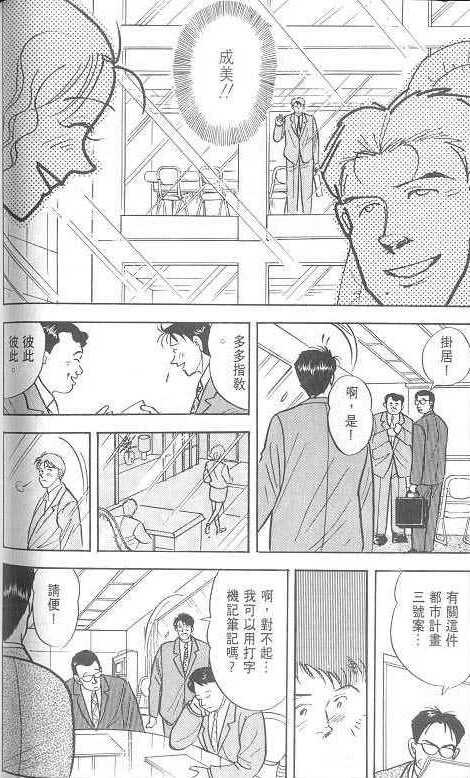 成美!!
掛居！
啊，是！
多多指教。
彼此
彼此。
有關這件
都市計畫
三號案…
啊，對不起…
我可以用打字
機記筆記嗎？
請便！